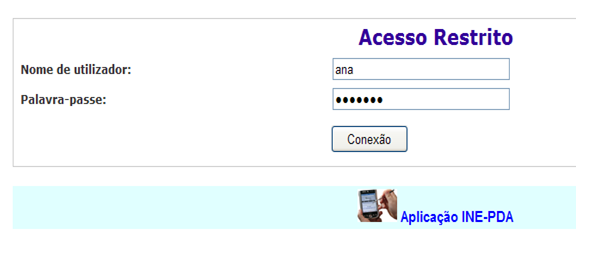 Acesso Restrito
Nome de utilizador: ana
Palavra-passe: •••••••
Conexão
Aplicação INE-PDA